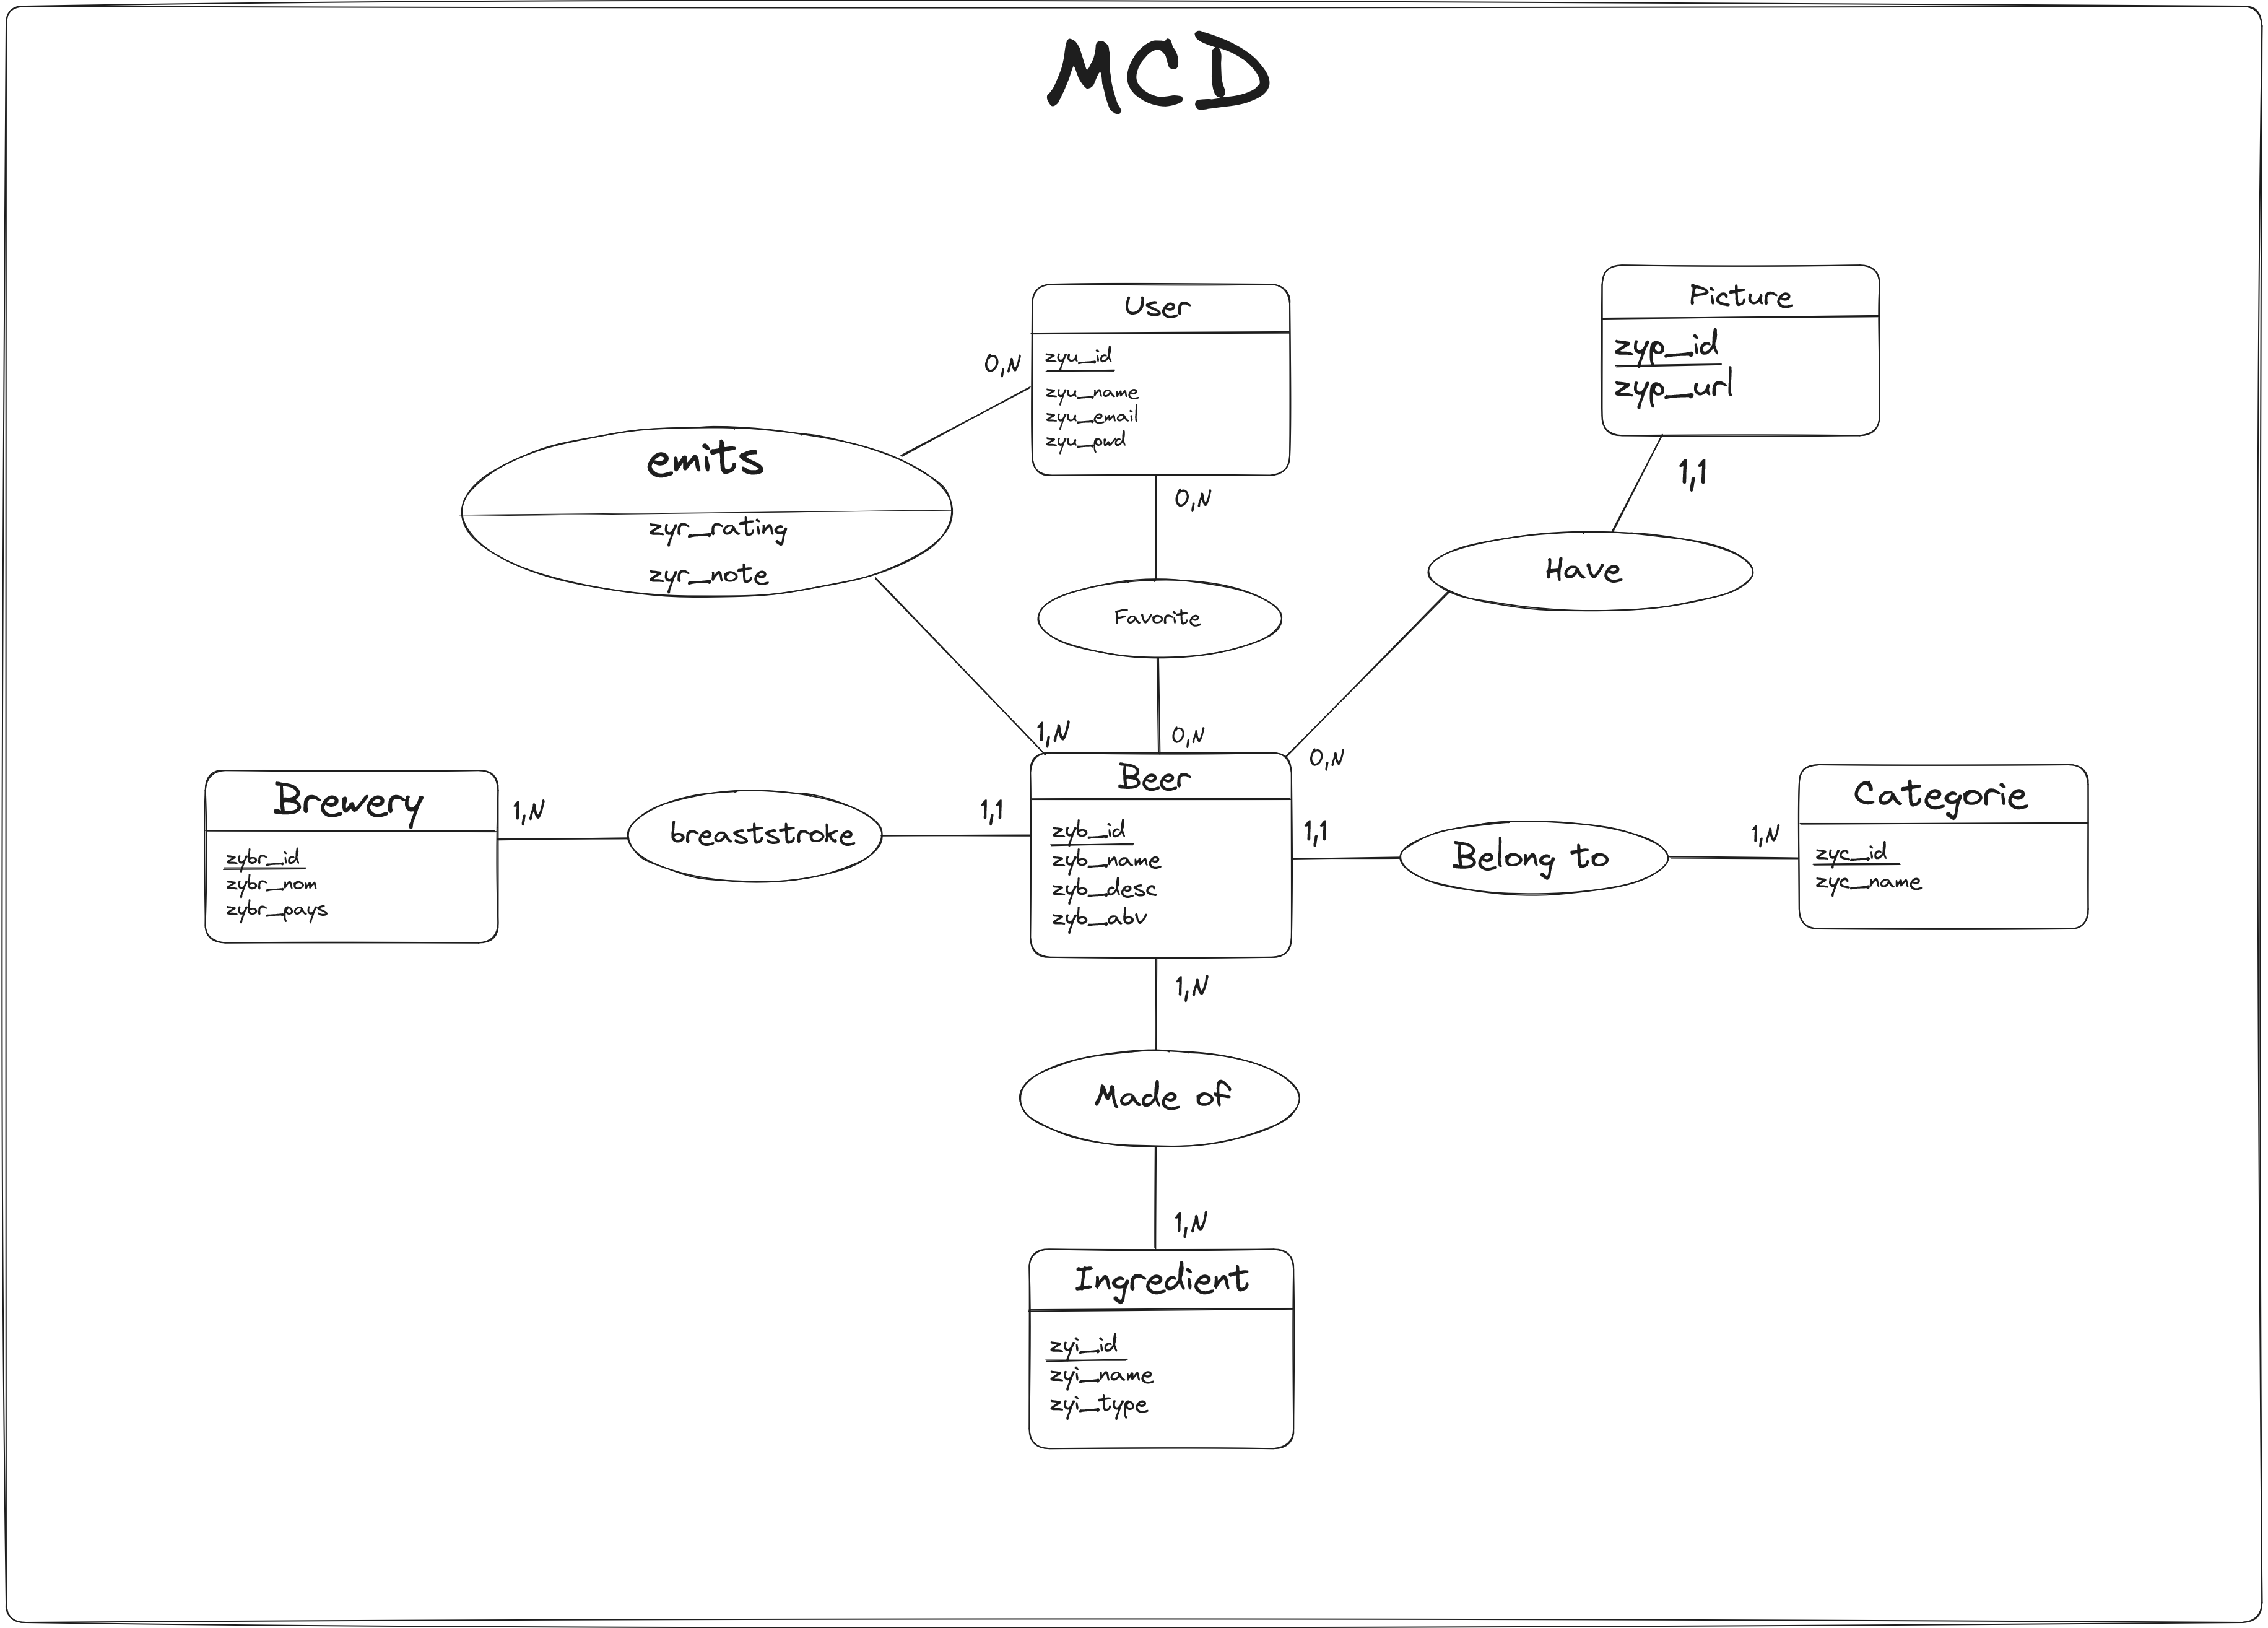 MCD
User
zyu_id
zyu_name
zyu_email
zyu_pwd
Picture
zyp_id
zyp_url
0,N
emits
zyr_rating
zyr_note
0,N
1,1
Have
Favorite
1,N
0,N
0,N
Brewery
zybr_id
zybr_nom
zybr_pays
1,N
breaststroke
1,1
Beer
zyb_id
zyb_name
zyb_desc
zyb_abv
1,1
Belong to
1,N
Categorie
zyc_id
zyc_name
1,N
Made of
1,N
Ingredient
zyi_id
zyi_name
zyi_type